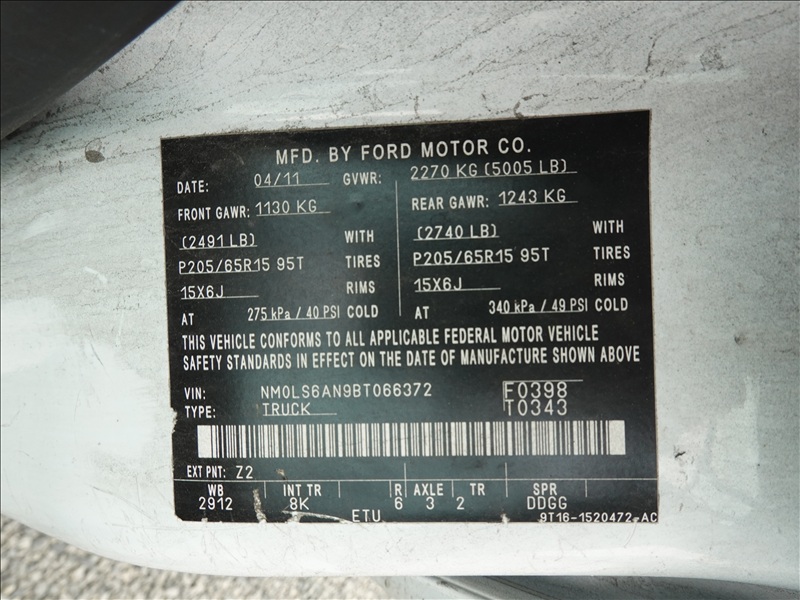 MFD. BY FORD MOTOR CO.
DATE: 04/11 GVWR: 2270 KG (5005 LB)
FRONT GAWR: 1130 KG REAR GAWR: 1243 KG
(2491 LB) WITH (2740 LB) WITH
P205/65R15 95T TIRES P205/65R15 95T TIRES
15X6J RIMS 15X6J RIMS
AT 275 kPa / 40 PSI COLD AT 340 kPa / 49 PSI COLD
THIS VEHICLE CONFORMS TO ALL APPLICABLE FEDERAL MOTOR VEHICLE
SAFETY STANDARDS IN EFFECT ON THE DATE OF MANUFACTURE SHOWN ABOVE
VIN: NM0LS6AN9BT066372 F0398
TYPE: TRUCK T0343
EXT PNT: Z2
WB INT TR R AXLE TR SPR
2912 8K 6 3 2 DDGG
ETU 9T16-1520472-AC